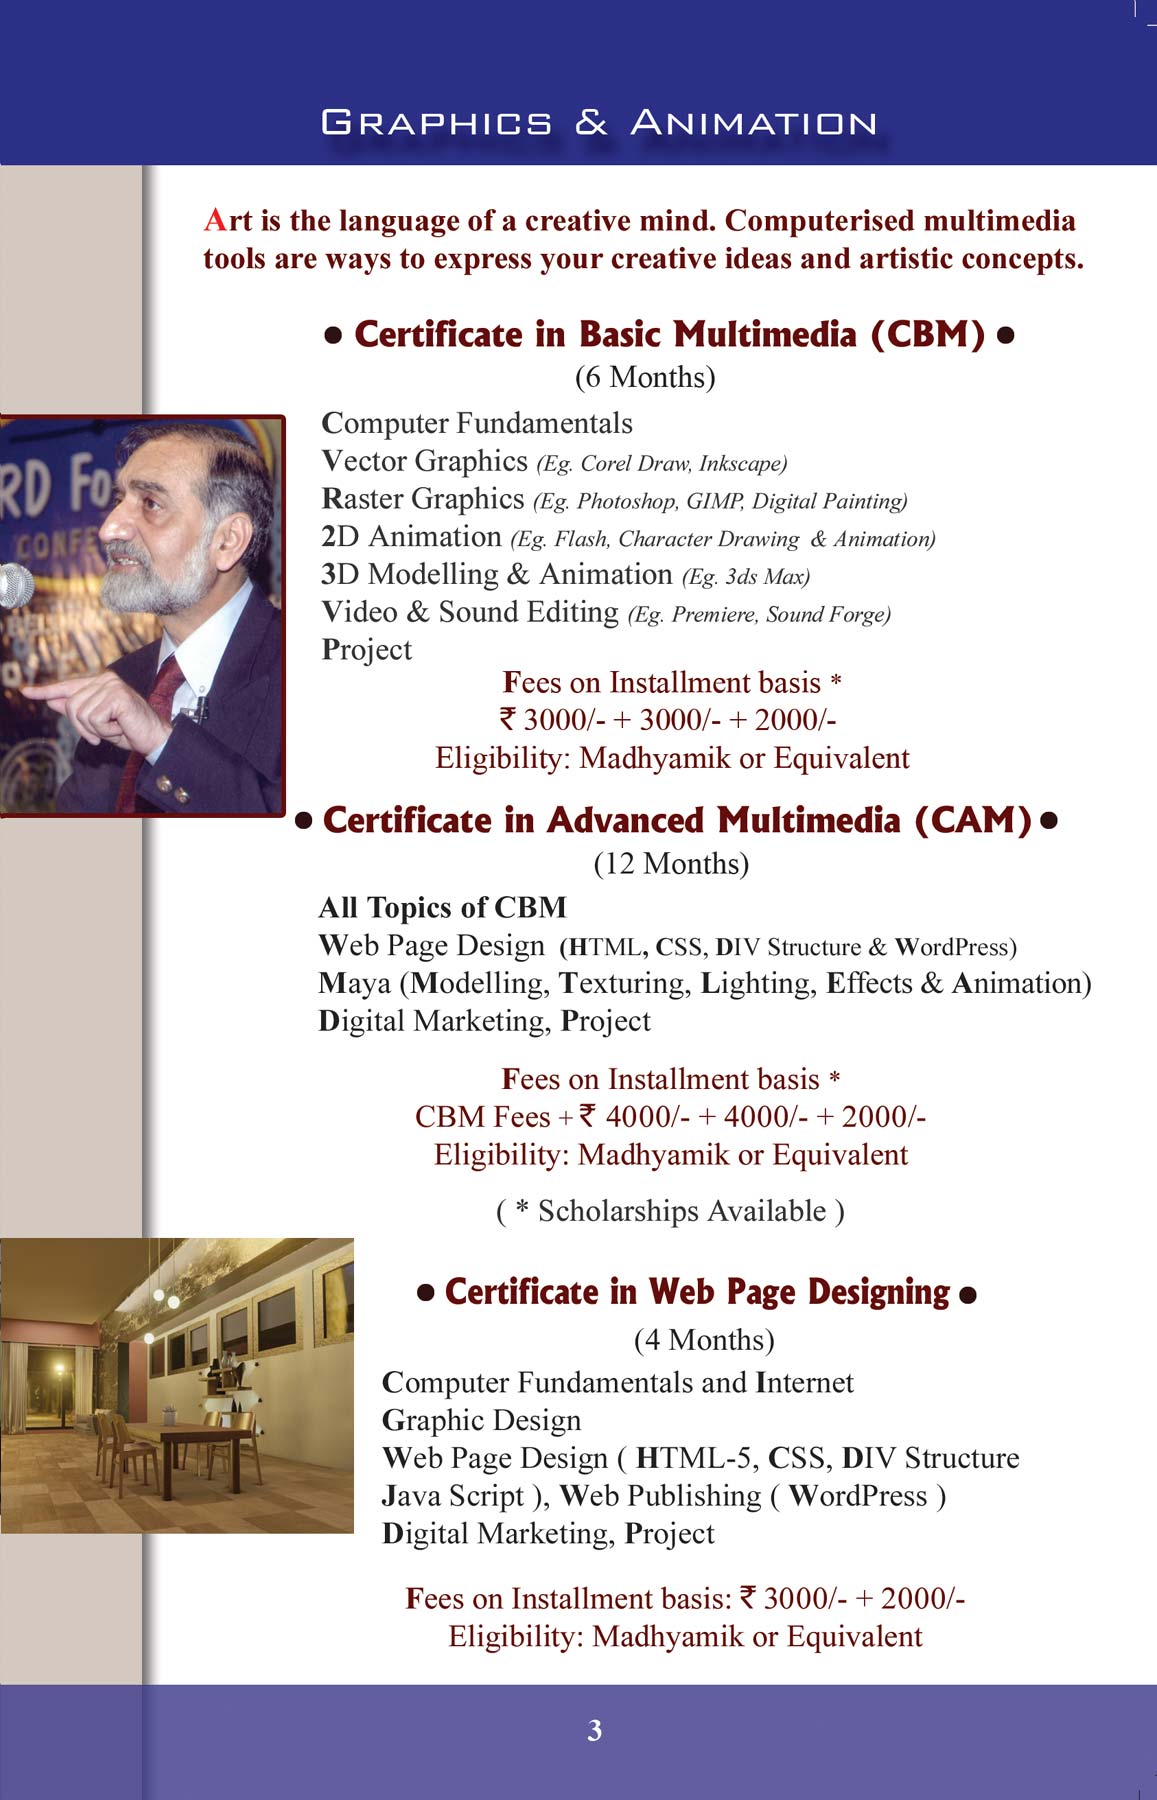 GRAPHICS & ANIMATION
Art is the language of a creative mind. Computerised multimedia
tools are ways to express your creative ideas and artistic concepts.
● Certificate in Basic Multimedia (CBM) ●
(6 Months)
Computer Fundamentals
Vector Graphics (Eg. Corel Draw, Inkscape)
Raster Graphics (Eg. Photoshop, GIMP, Digital Painting)
2D Animation (Eg. Flash, Character Drawing & Animation)
3D Modelling & Animation (Eg. 3ds Max)
Video & Sound Editing (Eg. Premiere, Sound Forge)
Project
Fees on Installment basis *
₹ 3000/- + 3000/- + 2000/-
Eligibility: Madhyamik or Equivalent
● Certificate in Advanced Multimedia (CAM) ●
(12 Months)
All Topics of CBM
Web Page Design (HTML, CSS, DIV Structure & WordPress)
Maya (Modelling, Texturing, Lighting, Effects & Animation)
Digital Marketing, Project
Fees on Installment basis *
CBM Fees + ₹ 4000/- + 4000/- + 2000/-
Eligibility: Madhyamik or Equivalent
( * Scholarships Available )
● Certificate in Web Page Designing ●
(4 Months)
Computer Fundamentals and Internet
Graphic Design
Web Page Design ( HTML-5, CSS, DIV Structure
Java Script ), Web Publishing ( WordPress )
Digital Marketing, Project
Fees on Installment basis: ₹ 3000/- + 2000/-
Eligibility: Madhyamik or Equivalent
3